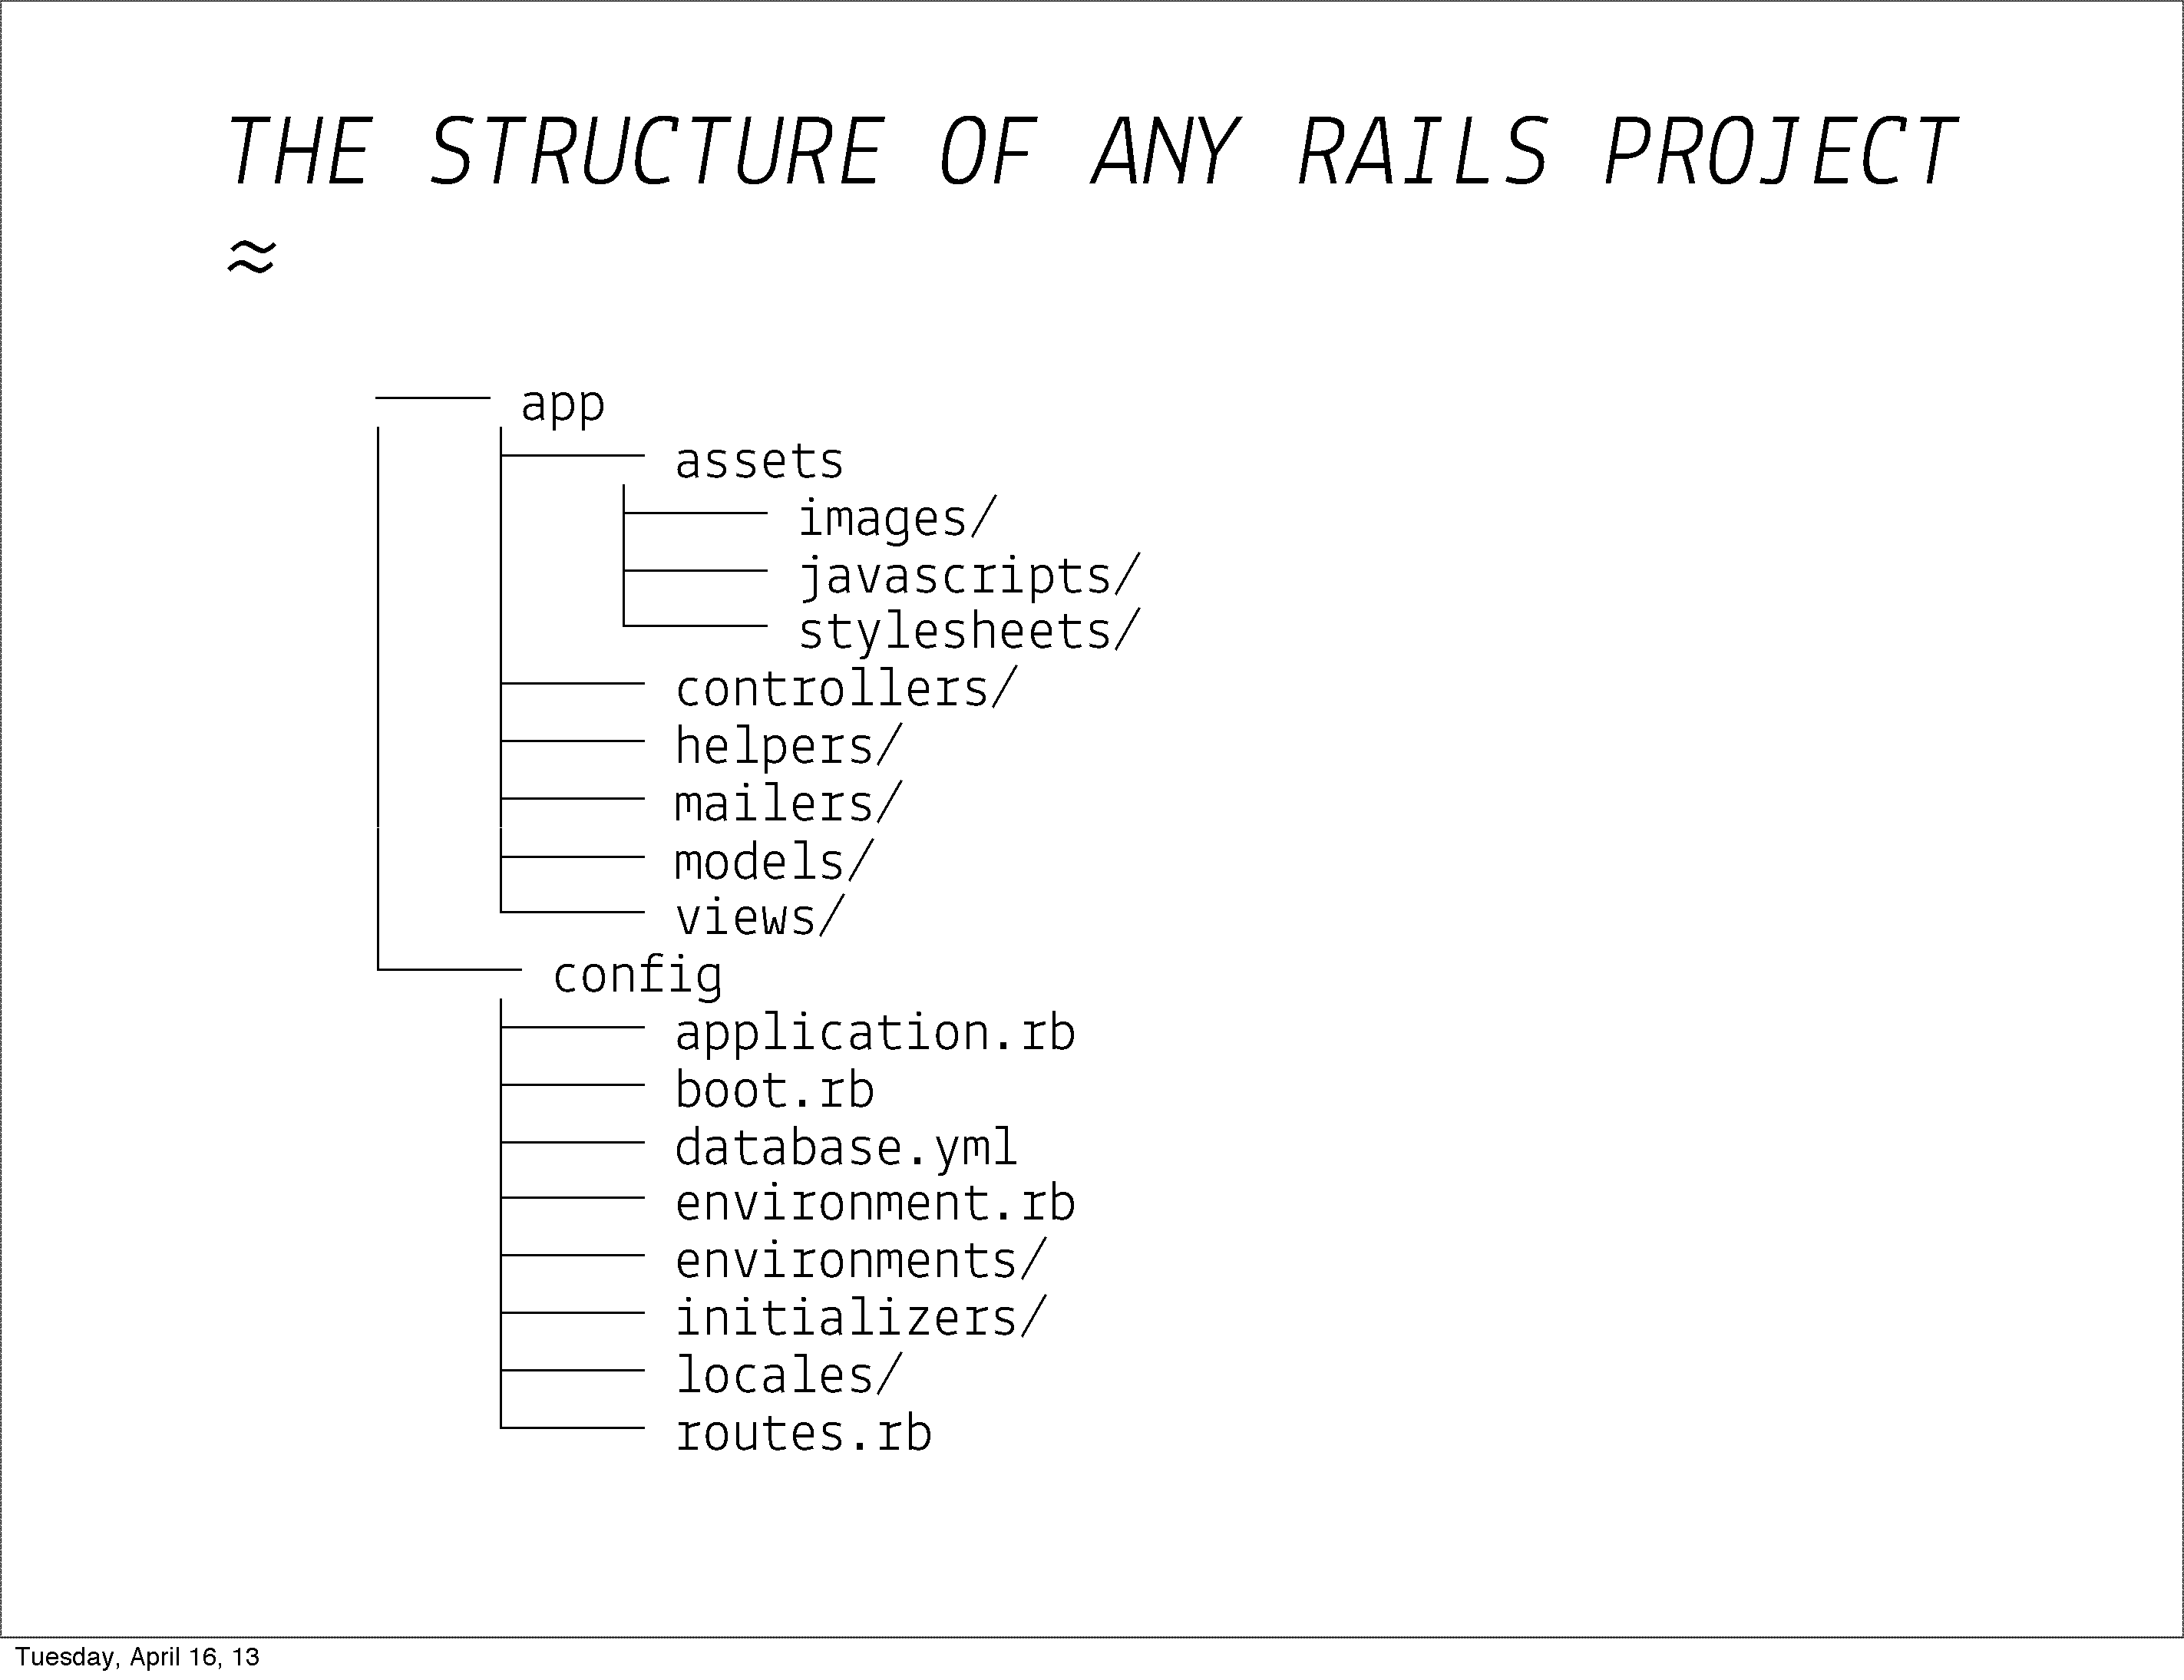 THE STRUCTURE OF ANY RAILS PROJECT
≈
app
assets
images/
javascripts/
stylesheets/
controllers/
helpers/
mailers/
models/
views/
config
application.rb
boot.rb
database.yml
environment.rb
environments/
initializers/
locales/
routes.rb
Tuesday, April 16, 13